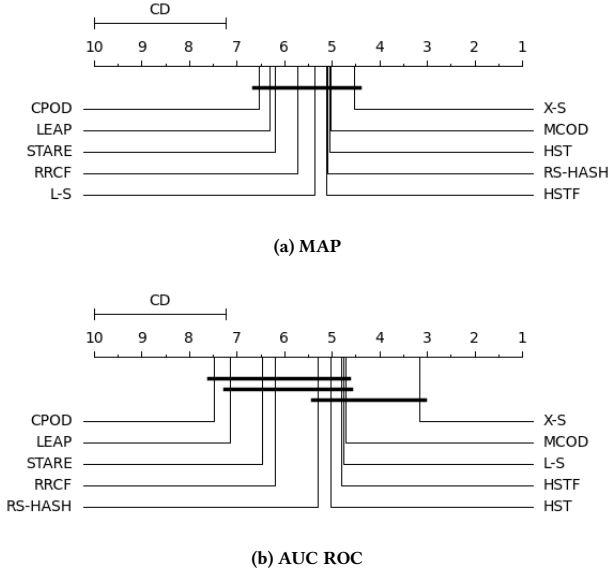 CD
10 9 8 7 6 5 4 3 2 1
CPOD X-S
LEAP MCOD
STARE HST
RRCF RS-HASH
L-S HSTF
(a) MAP
CD
10 9 8 7 6 5 4 3 2 1
CPOD X-S
LEAP MCOD
STARE L-S
RRCF HSTF
RS-HASH HST
(b) AUC ROC